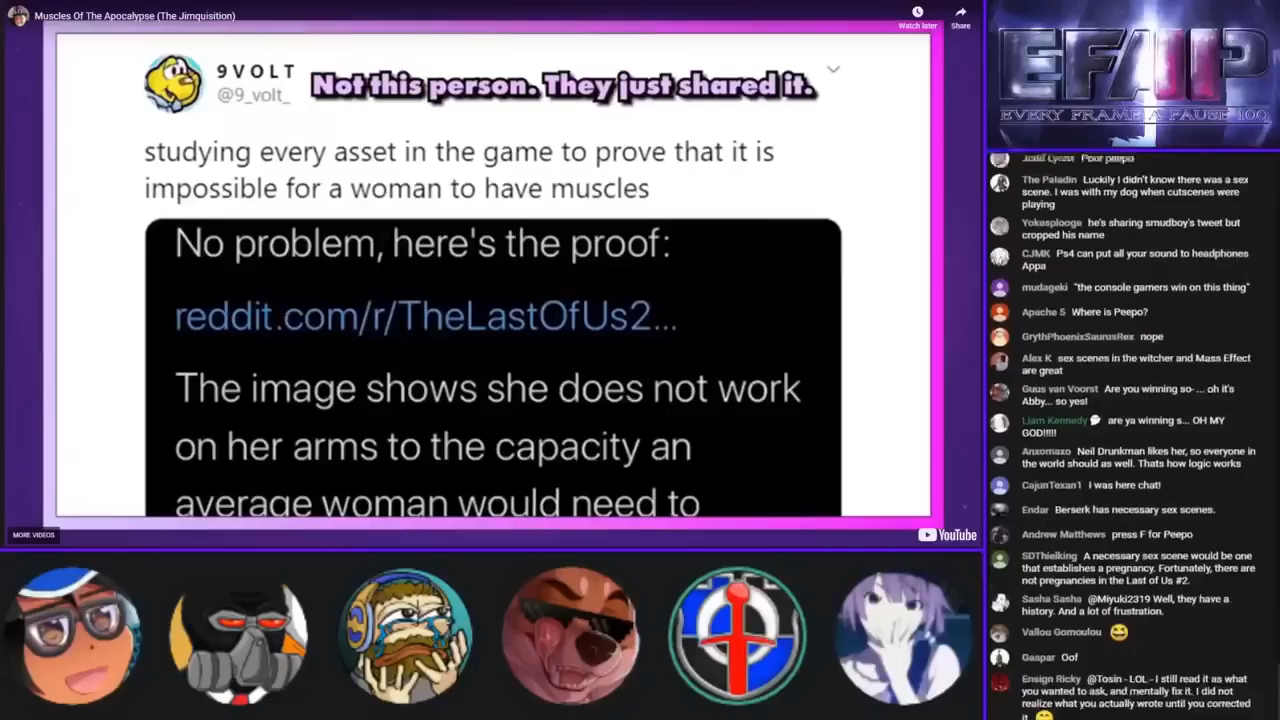 Muscles Of The Apocalypse (The Jimquisition)
Watch later
Share
9VOLT
@9_volt_
Not this person. They just shared it.
studying every asset in the game to prove that it is
impossible for a woman to have muscles
No problem, here's the proof:
reddit.com/r/TheLastOfUs2...
The image shows she does not work
on her arms to the capacity an
average woman would need to
MORE VIDEOS
YouTube
EFAP
EVERY FRAME A PAUSE 100
Poor peepo
The Paladin Luckily I didn't know there was a sex
scene. I was with my dog when cutscenes were
playing
Yokesplooge he's sharing smudboy's tweet but
cropped his name
CJMK Ps4 can put all your sound to headphones
Appa
mudageki "the console gamers win on this thing"
Apache 5 Where is Peepo?
GrythPhoenixSaurusRex nope
Alex K sex scenes in the witcher and Mass Effect
are great
Guus van Voorst Are you winning so-... oh it's
Abby... so yes!
Liam Kennedy are ya winning s... OH MY
GOD!!!!!
Anxomaxo Neil Drunkman likes her, so everyone in
the world should as well. Thats how logic works
CajunTexan1 I was here chat!
Endar Berserk has necessary sex scenes.
Andrew Matthews press F for Peepo
SDThielking A necessary sex scene would be one
that establishes a pregnancy. Fortunately, there are
not pregnancies in the Last of Us #2.
Sasha Sasha @Miyuki2319 Well, they have a
history. And a lot of frustration.
Vallou Gomoulou
Gaspar Oof
Ensign Ricky @Tosin - LOL - I still read it as what
you wanted to ask, and mentally fix it. I did not
realize what you actually wrote until you corrected
it.